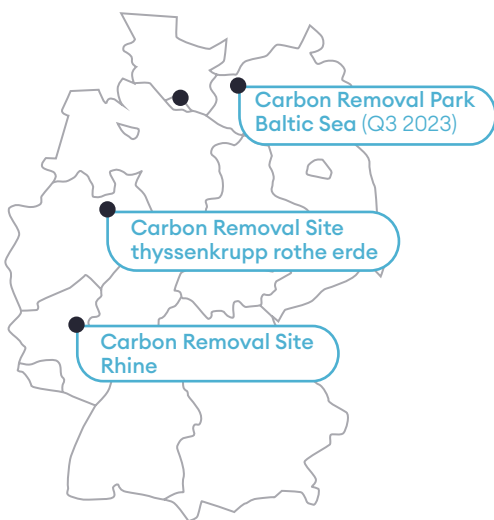 Carbon Removal Park
Baltic Sea (Q3 2023)
Carbon Removal Site
thyssenkrupp rothe erde
Carbon Removal Site
Rhine